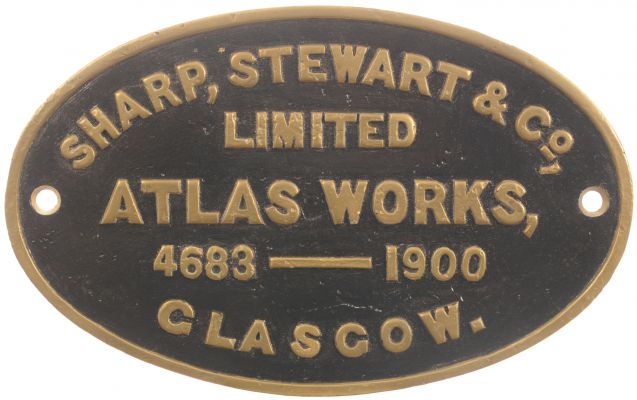 SHARP, STEWART & Co,
LIMITED
ATLAS WORKS,
4683 — 1900
GLASGOW.